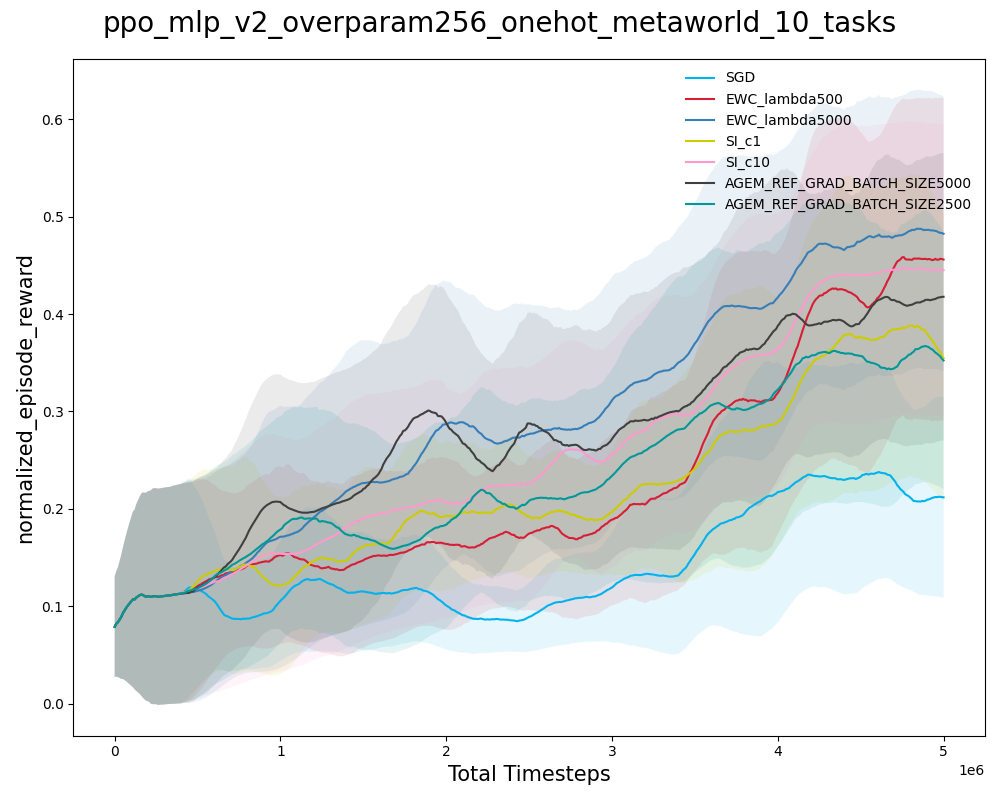 ppo_mlp_v2_overparam256_onehot_metaworld_10_tasks
SGD
EWC_lambda500
EWC_lambda5000
SI_c1
SI_c10
AGEM_REF_GRAD_BATCH_SIZE5000
AGEM_REF_GRAD_BATCH_SIZE2500
normalized_episode_reward
0.6
0.5
0.4
0.3
0.2
0.1
0.0
0 1 2 3 4 5
1e6
Total Timesteps